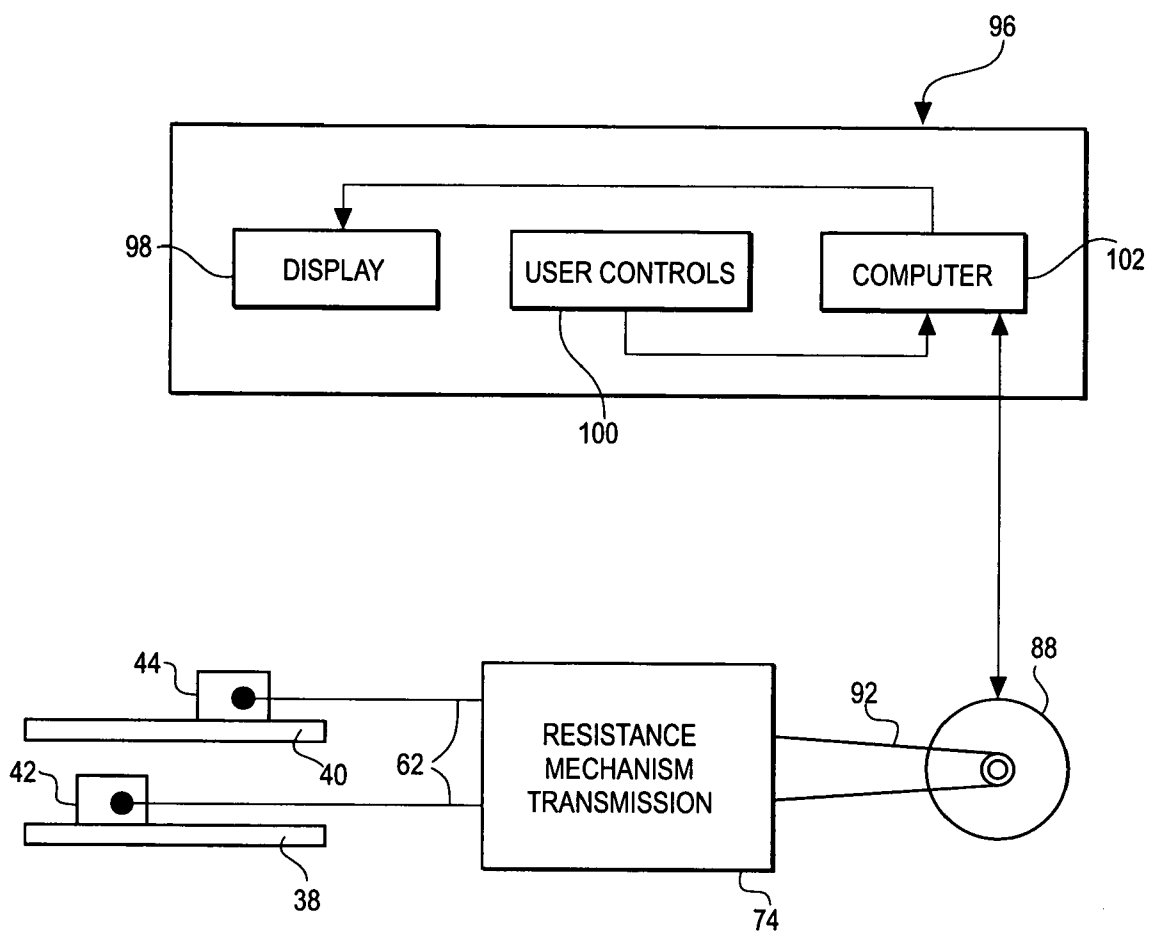 96
98
DISPLAY
USER CONTROLS
COMPUTER
102
100
44
88
92
RESISTANCE
MECHANISM
TRANSMISSION
62
40
42
38
74